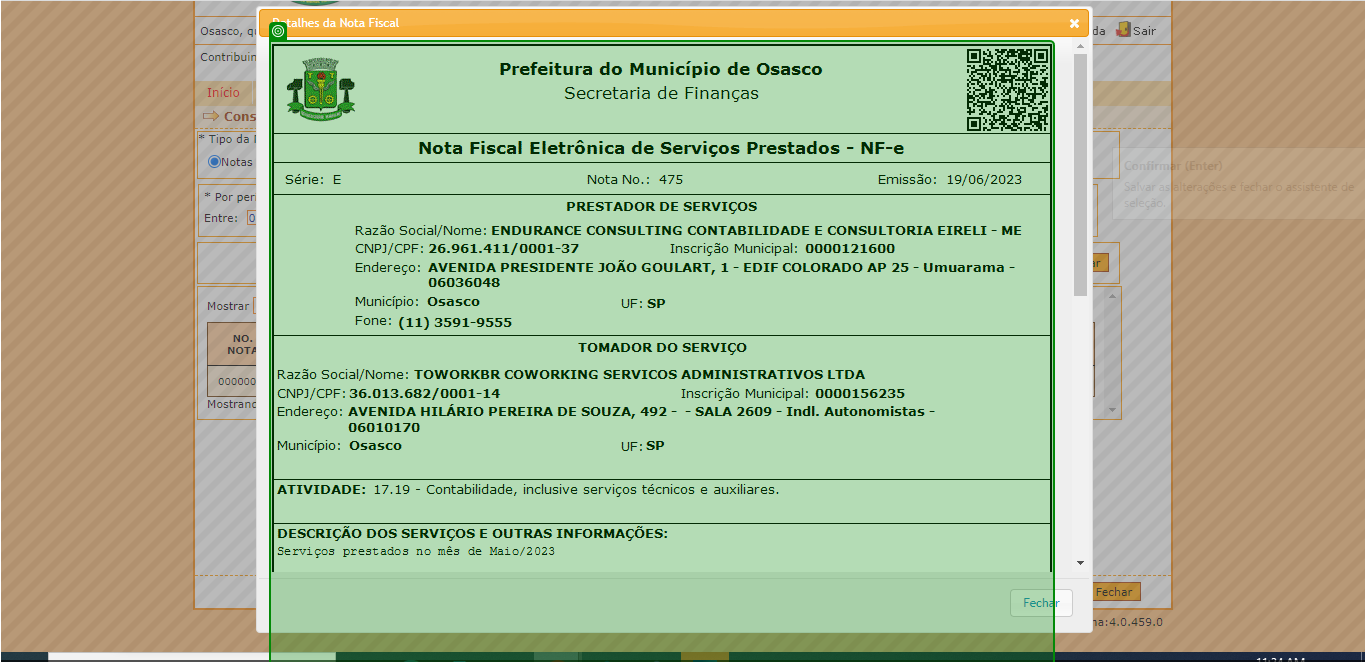 Detalhes da Nota Fiscal
Osasco, qu
da
Sair
Contribuin
Início
Cons
* Tipo da
Notas
* Por per
Entre: 0
ar
Mostrar
NO.
NOTA
000000
Mostrand
Prefeitura do Município de Osasco
Secretaria de Finanças
Nota Fiscal Eletrônica de Serviços Prestados - NF-e
Série: E Nota No.: 475 Emissão: 19/06/2023
PRESTADOR DE SERVIÇOS
Razão Social/Nome: ENDURANCE CONSULTING CONTABILIDADE E CONSULTORIA EIRELI - ME
CNPJ/CPF: 26.961.411/0001-37 Inscrição Municipal: 0000121600
Endereço: AVENIDA PRESIDENTE JOÃO GOULART, 1 - EDIF COLORADO AP 25 - Umuarama -
06036048
Município: Osasco UF: SP
Fone: (11) 3591-9555
TOMADOR DO SERVIÇO
Razão Social/Nome: TOWORKBR COWORKING SERVICOS ADMINISTRATIVOS LTDA
CNPJ/CPF: 36.013.682/0001-14 Inscrição Municipal: 0000156235
Endereço: AVENIDA HILÁRIO PEREIRA DE SOUZA, 492 - - SALA 2609 - Indl. Autonomistas -
06010170
Município: Osasco UF: SP
ATIVIDADE: 17.19 - Contabilidade, inclusive serviços técnicos e auxiliares.
DESCRIÇÃO DOS SERVIÇOS E OUTRAS INFORMAÇÕES:
Serviços prestados no mês de Maio/2023
Fechar
Confirmar (Enter)
Salvar as alterações e fechar o assistente de
seleção.
Fechar
na:4.0.459.0
11:34 AM